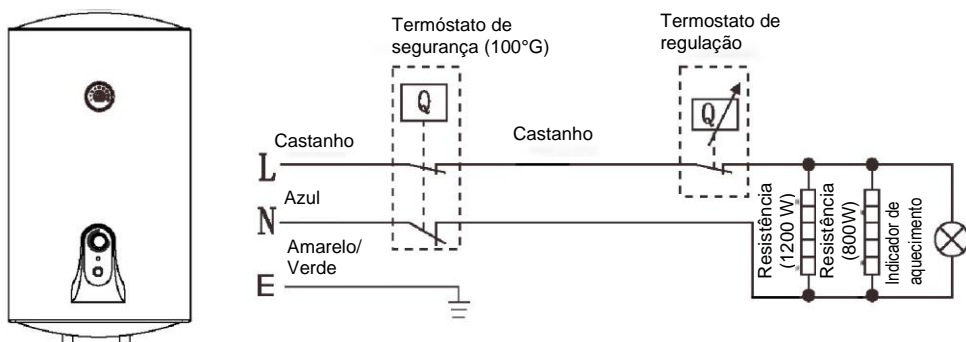 Termóstato de
segurança (100°G)
Termostato de
regulação
Q
Q
Castanho
Castanho
L
Azul
N
Amarelo/
Verde
E
Resistência
(1200 W)
Resistência
(800W)
Indicador de
aquecimento